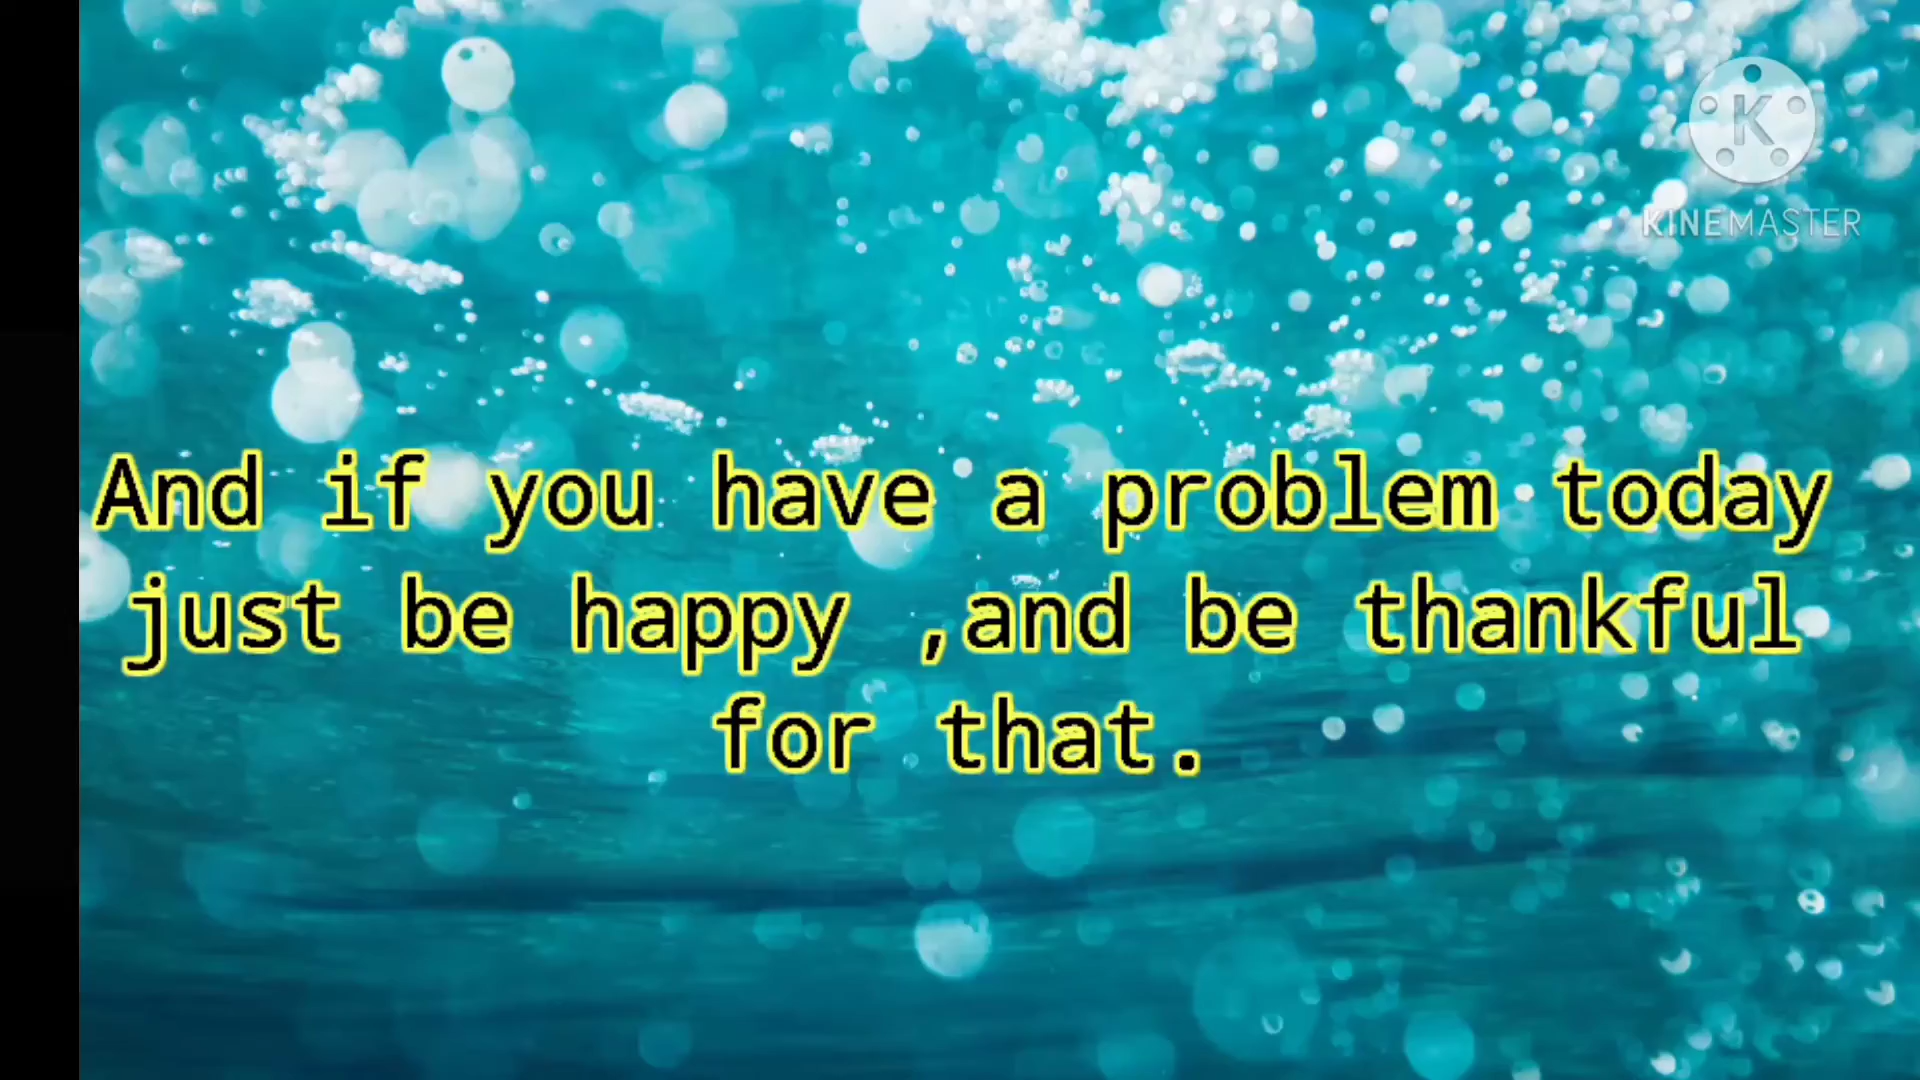 K
KINEMASTER
And if you have a problem today
just be happy ,and be thankful
for that.